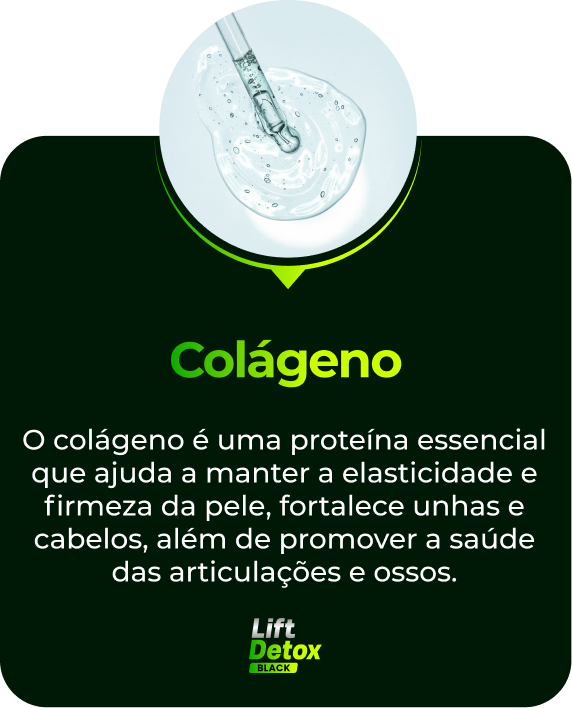 Colágeno
O colágeno é uma proteína essencial
que ajuda a manter a elasticidade e
firmeza da pele, fortalece unhas e
cabelos, além de promover a saúde
das articulações e ossos.
Lift
Detox
BLACK